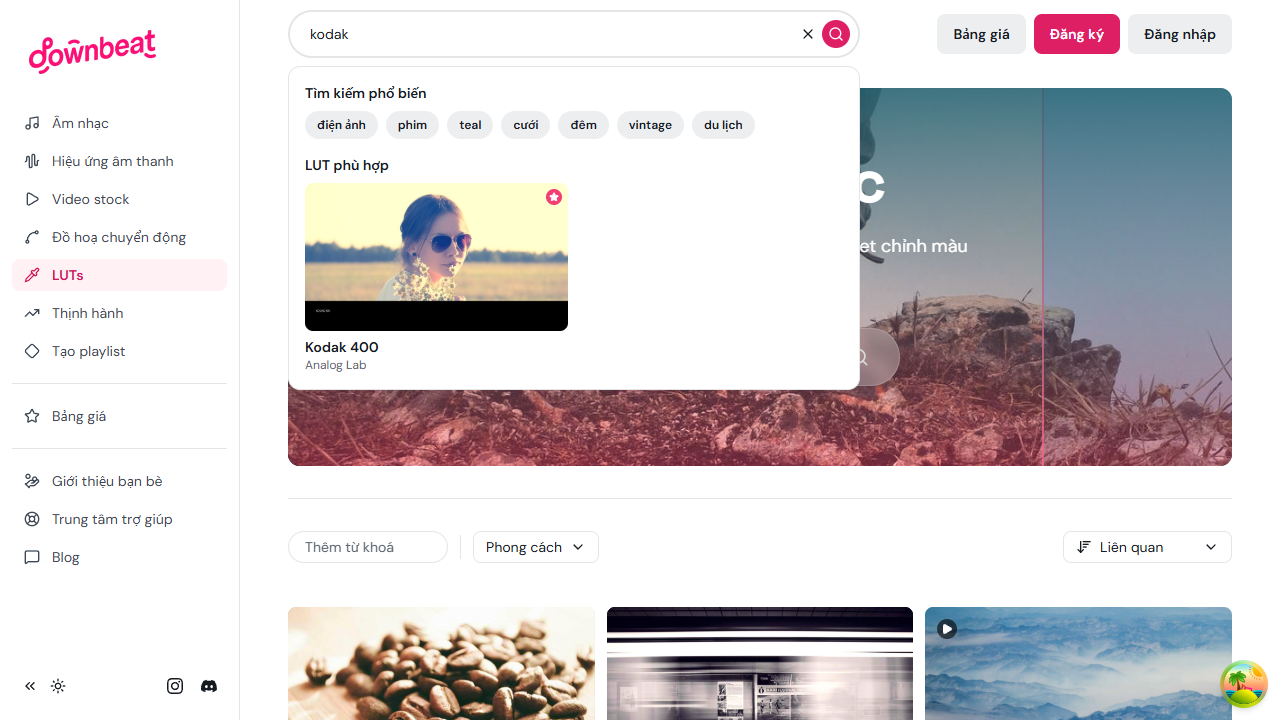 downbeat
Âm nhạc
Hiệu ứng âm thanh
Video stock
Đồ hoạ chuyển động
LUTs
Thịnh hành
Tạo playlist
Bảng giá
Giới thiệu bạn bè
Trung tâm trợ giúp
Blog
kodak
Bảng giá
Đăng ký
Đăng nhập
Tìm kiếm phổ biến
điện ảnh
phim
teal
cưới
đêm
vintage
du lịch
LUT phù hợp
Kodak 400
Analog Lab
c
et chỉnh màu
Thêm từ khoá
Phong cách
Liên quan